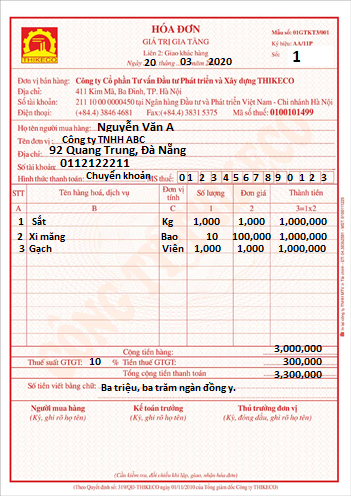 HÓA ĐƠN
GIÁ TRỊ GIA TĂNG
Liên 2: Giao khách hàng
Ngày 20 tháng 03 năm 2020
Mẫu số: 01GTKT3/001
Ký hiệu: AA/11P
Số: 1
THIKECO
Đơn vị bán hàng: Công ty Cổ phần Tư vấn Đầu tư Phát triển và Xây dựng THIKECO
Địa chỉ: 411 Kim Mã, Ba Đình, TP. Hà Nội
Số tài khoản: 211 10 00 0000450 tại Ngân hàng Đầu tư và Phát triển Việt Nam - Chi nhánh Hà Nội
Điện thoại: (+84.4) 3846 4681 Fax: (+84.4) 3831 5375 Mã số thuế: 0100101499
Họ tên người mua hàng: Nguyễn Văn A
Tên đơn vị: Công ty TNHH ABC
Địa chỉ: 92 Quang Trung, Đà Nẵng
Số tài khoản: 0112122211
Hình thức thanh toán: Chuyển khoản MS thuế: 0 1 2 3 4 5 6 7 8 9 0 1 2 3
STT Tên hàng hoá, dịch vụ Đơn vị tính Số lượng Đơn giá Thành tiền
A B C 1 2 3=1x2
1 Sắt Kg 1,000 1,000 1,000,000
2 Xi măng Bao 10 100,000 1,000,000
3 Gạch Viên 1,000 1,000 1,000,000
Cộng tiền hàng: 3,000,000
Thuế suất GTGT: 10 % Tiền thuế GTGT: 300,000
Tổng cộng tiền thanh toán 3,300,000
Số tiền viết bằng chữ: Ba triệu, ba trăm ngàn đồng y.
Người mua hàng Kế toán trưởng Thủ trưởng đơn vị
(Ký, ghi rõ họ tên) (Ký, ghi rõ họ tên) (Ký, đóng dấu, ghi rõ họ tên)
(Cần kiểm tra, đối chiếu khi lập, giao, nhận hóa đơn)
(Theo Quyết định số: 319/QĐ-THIKECO ngày 01/11/2010 của Tổng giám đốc Công ty THIKECO)